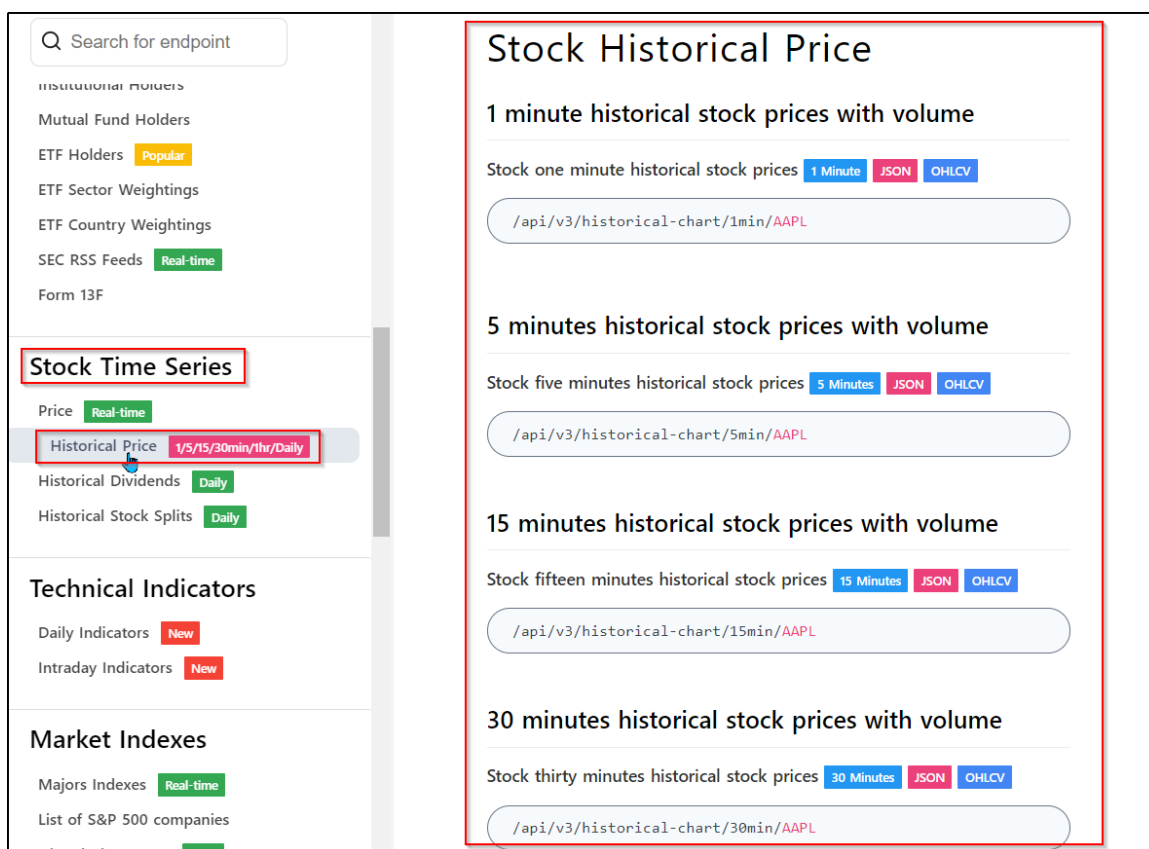 Search for endpoint
Institutional Holders
Mutual Fund Holders
ETF Holders Popular
ETF Sector Weightings
ETF Country Weightings
SEC RSS Feeds Real-time
Form 13F
Stock Time Series
Price Real-time
Historical Price 1/5/15/30min/1hr/Daily
Historical Dividends Daily
Historical Stock Splits Daily
Technical Indicators
Daily Indicators New
Intraday Indicators New
Market Indexes
Majors Indexes Real-time
List of S&P 500 companies
Stock Historical Price
1 minute historical stock prices with volume
Stock one minute historical stock prices 1 Minute JSON OHLCV
/api/v3/historical-chart/1min/AAPL
5 minutes historical stock prices with volume
Stock five minutes historical stock prices 5 Minutes JSON OHLCV
/api/v3/historical-chart/5min/AAPL
15 minutes historical stock prices with volume
Stock fifteen minutes historical stock prices 15 Minutes JSON OHLCV
/api/v3/historical-chart/15min/AAPL
30 minutes historical stock prices with volume
Stock thirty minutes historical stock prices 30 Minutes JSON OHLCV
/api/v3/historical-chart/30min/AAPL